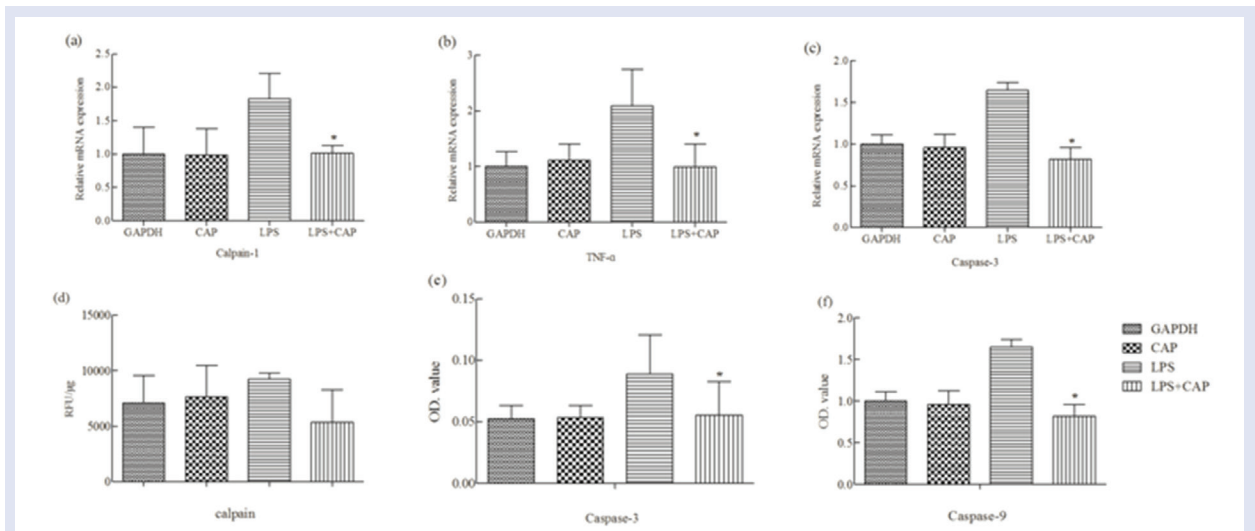 (a)
Relative mRNA expression
2.5
2.0
1.5
1.0
0.5
0.0
GAPDH CAP LPS LPS+CAP
Calpain-1
*
(b)
Relative mRNA expression
3
2
1
0
GAPDH CAP LPS LPS+CAP
TNF-α
*
(c)
Relative mRNA expression
2.0
1.5
1.0
0.5
0.0
GAPDH CAP LPS LPS+CAP
Caspase-3
*
(d)
RFU/μg
15000
10000
5000
0
calpain
(e)
OD. value
0.15
0.10
0.05
0.00
Caspase-3
*
(f)
OD. value
2.0
1.5
1.0
0.5
0.0
Caspase-9
*
GAPDH
CAP
LPS
LPS+CAP